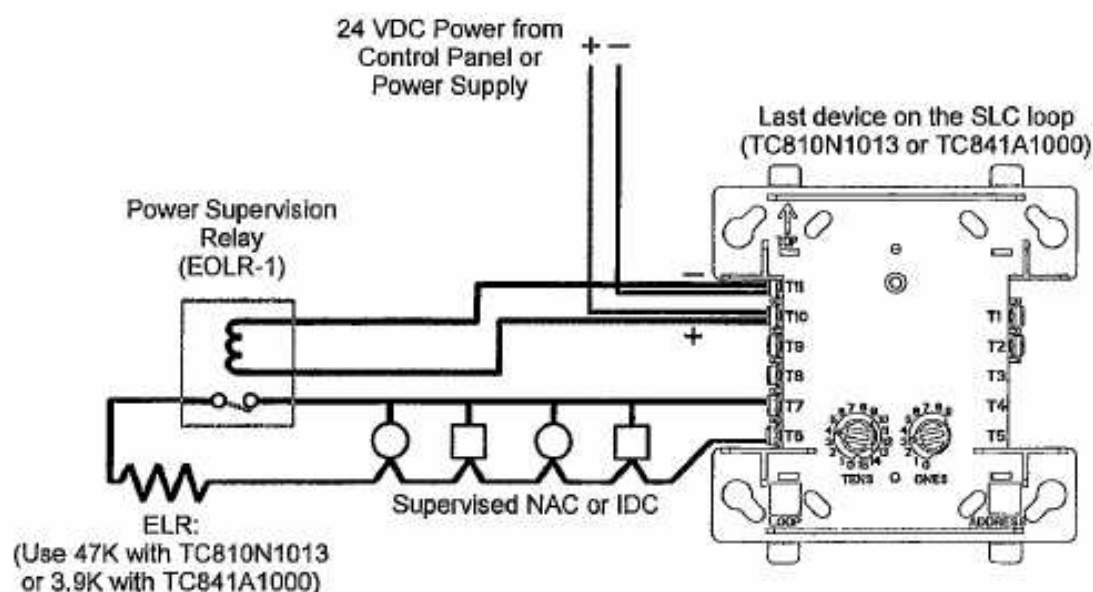 24 VDC Power from
Control Panel or
Power Supply
+ −
Last device on the SLC loop
(TC810N1013 or TC841A1000)
Power Supervision
Relay
(EOLR-1)
−
+
T11
T10
T9
T8
T7
T6
T1
T2
T3
T4
T5
TENS
ONES
LOOP
ADDRESS
Supervised NAC or IDC
ELR:
(Use 47K with TC810N1013
or 3.9K with TC841A1000)